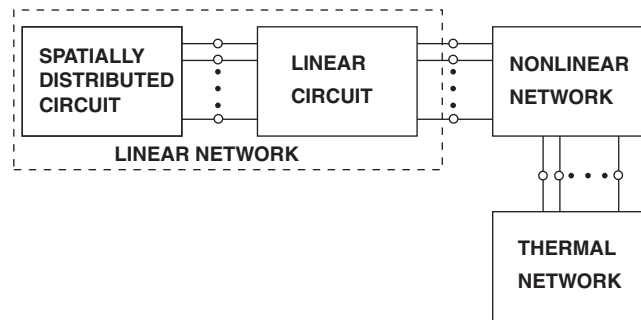 SPATIALLY
DISTRIBUTED
CIRCUIT
LINEAR
CIRCUIT
NONLINEAR
NETWORK
LINEAR NETWORK
THERMAL
NETWORK